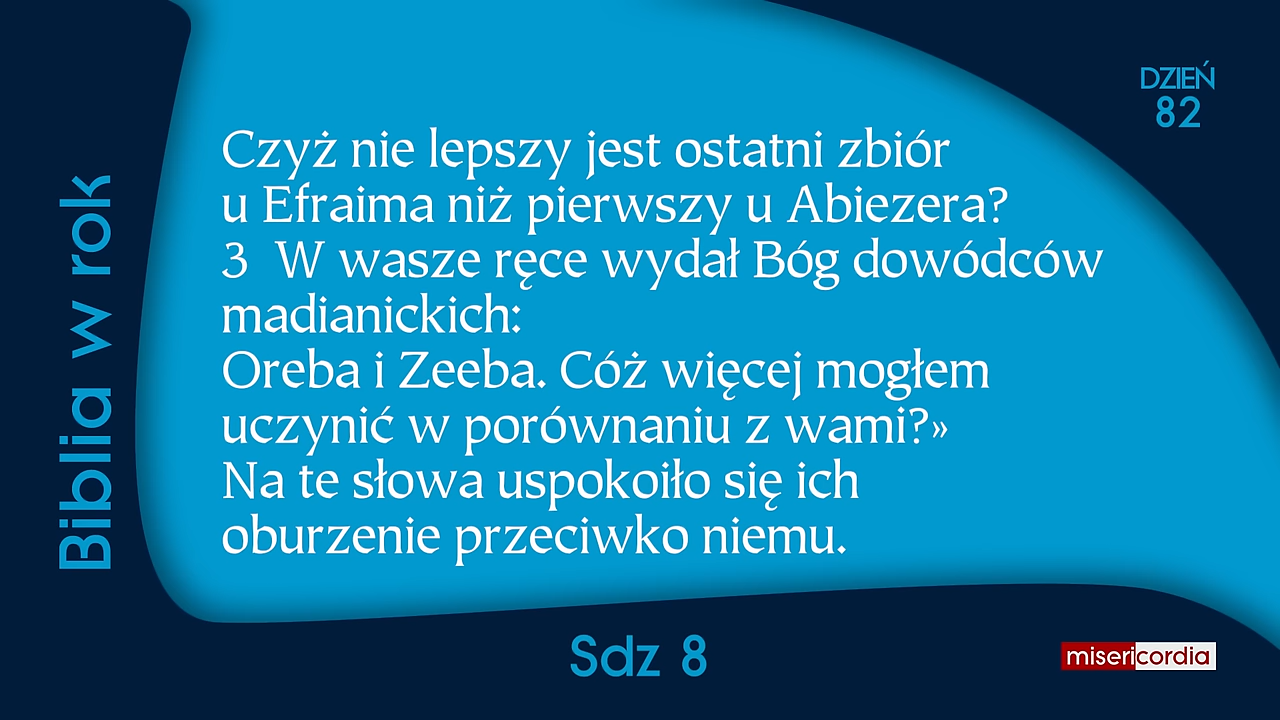 DZIEŃ
82
Biblia w rok
Czyż nie lepszy jest ostatni zbiór
u Efraima niż pierwszy u Abiezera?
3  W wasze ręce wydał Bóg dowódców
madianickich:
Oreba i Zeeba. Cóż więcej mogłem
uczynić w porównaniu z wami?»
Na te słowa uspokoiło się ich
oburzenie przeciwko niemu.
Sdz 8
misericordia